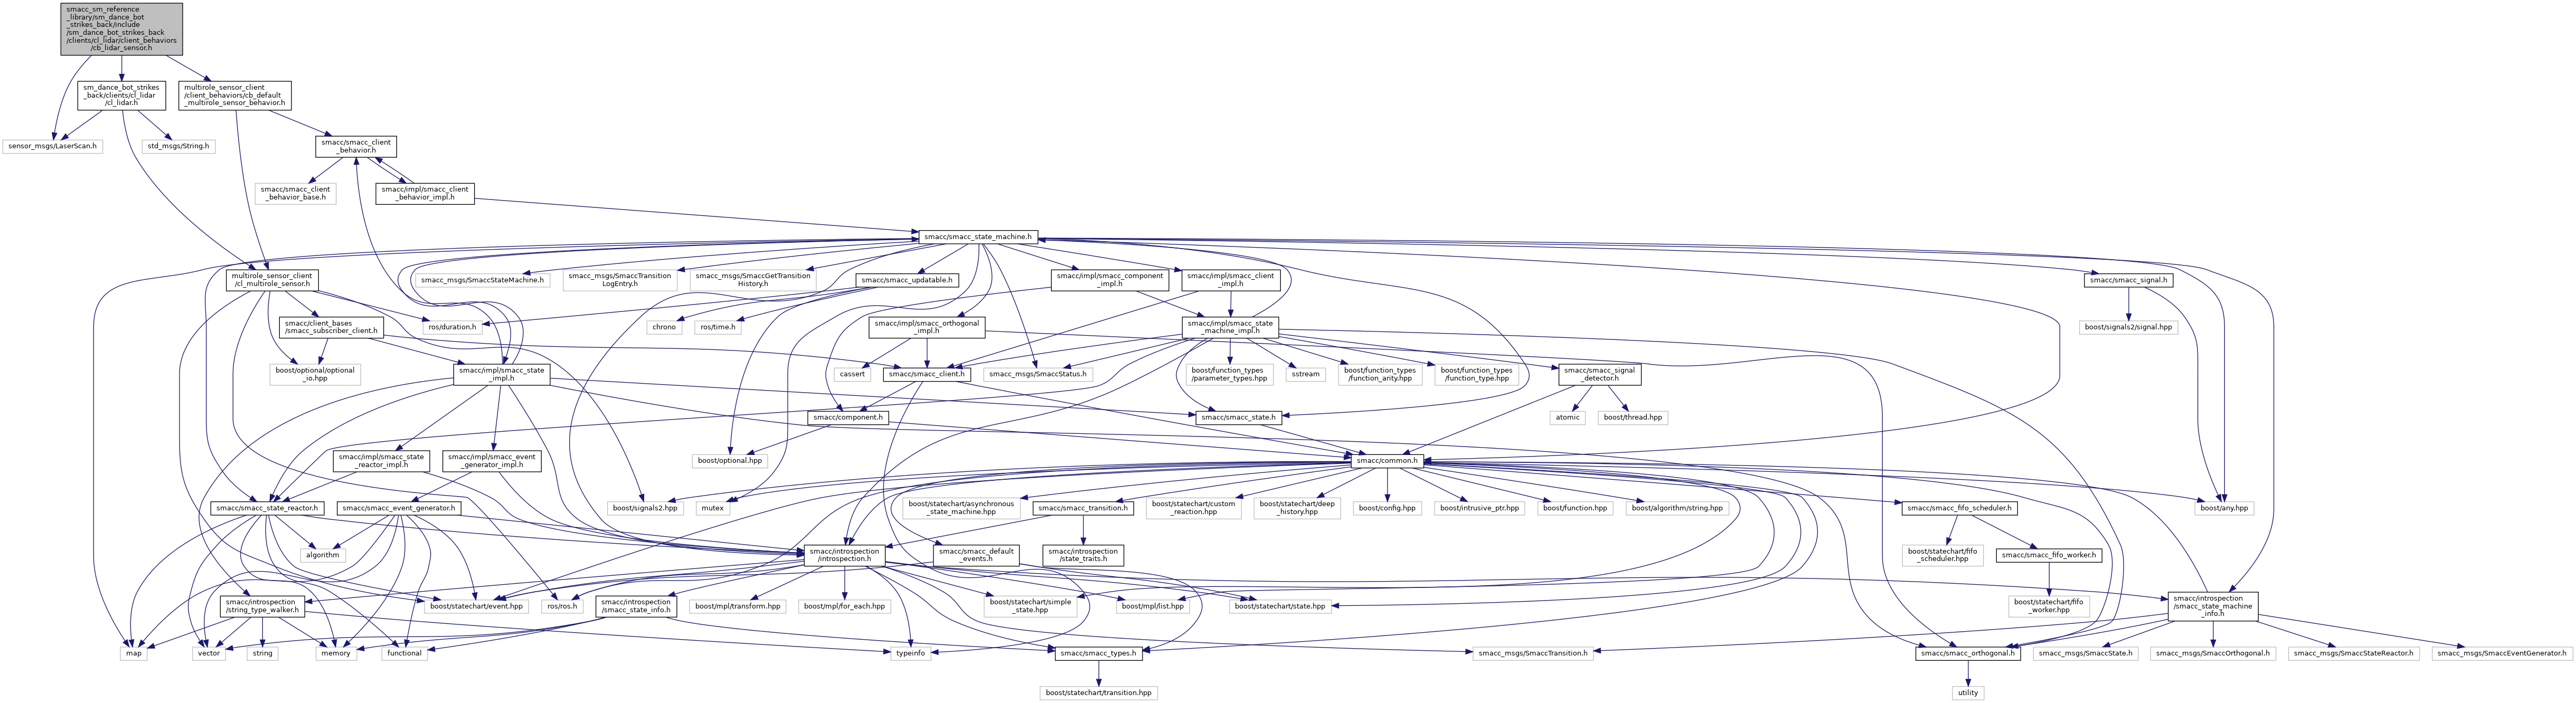 smacc_sm_reference
_library/sm_dance_bot
_strikes_back/include
/sm_dance_bot_strikes_back
/clients/cl_lidar/client_behaviors
/cb_lidar_sensor.h
sm_dance_bot_strikes
_back/clients/cl_lidar
/cl_lidar.h
multirole_sensor_client
/client_behaviors/cb_default
_multirole_sensor_behavior.h
sensor_msgs/LaserScan.h
std_msgs/String.h
smacc/smacc_client
_behavior.h
smacc/smacc_client
_behavior_base.h
smacc/impl/smacc_client
_behavior_impl.h
smacc/smacc_state_machine.h
multirole_sensor_client
/cl_multirole_sensor.h
smacc_msgs/SmaccStateMachine.h
smacc_msgs/SmaccTransition
LogEntry.h
smacc_msgs/SmaccGetTransition
History.h
smacc/smacc_updatable.h
smacc/impl/smacc_component
_impl.h
smacc/impl/smacc_client
_impl.h
smacc/smacc_signal.h
smacc/client_bases
/smacc_subscriber_client.h
ros/duration.h
chrono
ros/time.h
smacc/impl/smacc_orthogonal
_impl.h
smacc/impl/smacc_state
_machine_impl.h
boost/signals2/signal.hpp
boost/optional/optional
_io.hpp
smacc/impl/smacc_state
_impl.h
cassert
smacc/smacc_client.h
smacc_msgs/SmaccStatus.h
boost/function_types
/parameter_types.hpp
sstream
boost/function_types
/function_arity.hpp
boost/function_types
/function_type.hpp
smacc/smacc_signal
_detector.h
smacc/component.h
smacc/smacc_state.h
atomic
boost/thread.hpp
smacc/impl/smacc_state
_reactor_impl.h
smacc/impl/smacc_event
_generator_impl.h
boost/optional.hpp
smacc/common.h
smacc/smacc_state_reactor.h
smacc/smacc_event_generator.h
boost/signals2.hpp
mutex
boost/statechart/asynchronous
_state_machine.hpp
smacc/smacc_transition.h
boost/statechart/custom
_reaction.hpp
boost/statechart/deep
_history.hpp
boost/config.hpp
boost/intrusive_ptr.hpp
boost/function.hpp
boost/algorithm/string.hpp
smacc/smacc_fifo_scheduler.h
boost/any.hpp
algorithm
smacc/introspection
/introspection.h
smacc/smacc_default
_events.h
smacc/introspection
/state_traits.h
boost/statechart/fifo
_scheduler.hpp
smacc/smacc_fifo_worker.h
smacc/introspection
/string_type_walker.h
boost/statechart/event.hpp
ros/ros.h
smacc/introspection
/smacc_state_info.h
boost/mpl/transform.hpp
boost/mpl/for_each.hpp
boost/statechart/simple
_state.hpp
boost/mpl/list.hpp
boost/statechart/state.hpp
boost/statechart/fifo
_worker.hpp
smacc/introspection
/smacc_state_machine
_info.h
map
vector
string
memory
functional
typeinfo
smacc/smacc_types.h
smacc_msgs/SmaccTransition.h
smacc/smacc_orthogonal.h
smacc_msgs/SmaccState.h
smacc_msgs/SmaccOrthogonal.h
smacc_msgs/SmaccStateReactor.h
smacc_msgs/SmaccEventGenerator.h
boost/statechart/transition.hpp
utility